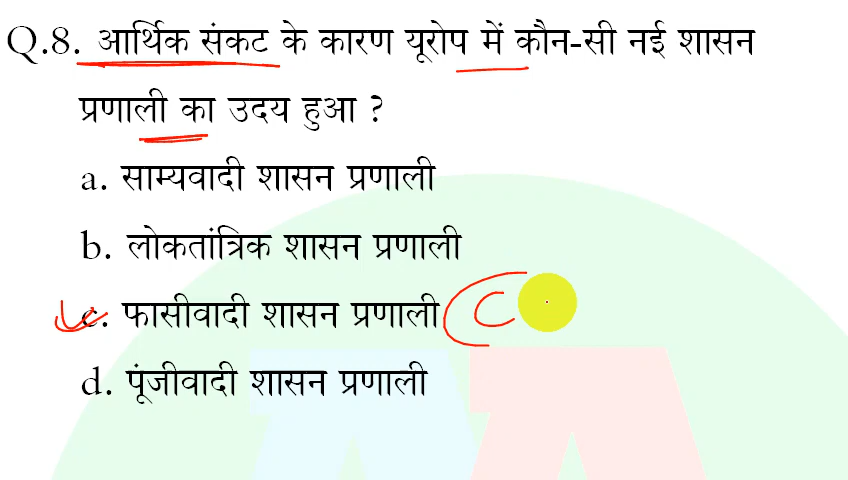 Q.8. आर्थिक संकट के कारण यूरोप में कौन-सी नई शासन
प्रणाली का उदय हुआ ?
a. साम्यवादी शासन प्रणाली
b. लोकतांत्रिक शासन प्रणाली
c. फासीवादी शासन प्रणाली (C
d. पूंजीवादी शासन प्रणाली